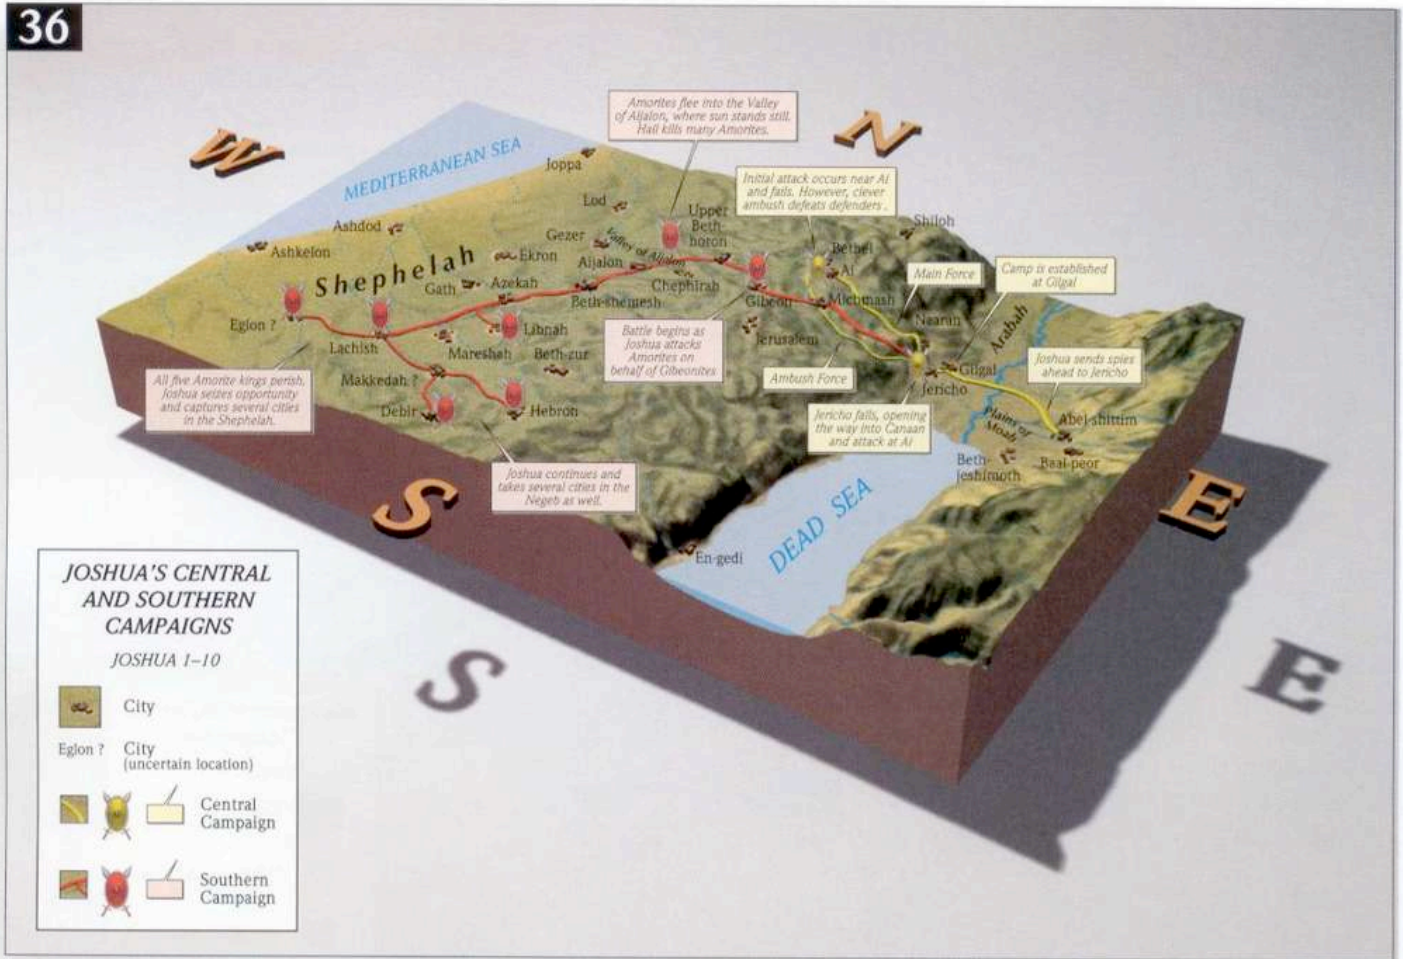 36
W
N
MEDITERRANEAN SEA
Amorites flee into the Valley
of Aijalon, where sun stands still.
Hail kills many Amorites.
Joppa
Initial attack occurs near Ai
and fails. However, clever
ambush defeats defenders.
Lod
Upper
Beth-
horon
Shiloh
Ashdod
Ashkelon
Gezer
Valley of Aijalon
Bethel
Ai
Shephelah
Ekron
Aijalon
Main Force
Camp is established
at Gilgal
Gath
Azekah
Chephirah
Beth-shemesh
Gibeon
Michmash
Eglon ?
Libnah
Naaran
Arabah
Battle begins as
Joshua attacks
Amorites on
behalf of Gibeonites
Jerusalem
Lachish
Mareshah
Beth-zur
Joshua sends spies
ahead to Jericho
All five Amorite kings perish.
Joshua seizes opportunity
and captures several cities
in the Shephelah.
Makkedah ?
Ambush Force
Gilgal
Jericho
Debir
Hebron
Jericho falls, opening
the way into Canaan
and attack at Ai
Plains of
Moab
Abel-shittim
Beth-
jeshimoth
Baal-peor
Joshua continues and
takes several cities in the
Negeb as well.
S
E
DEAD SEA
En-gedi
JOSHUA'S CENTRAL
AND SOUTHERN
CAMPAIGNS
JOSHUA 1–10
City
Eglon ? City
(uncertain location)
Central
Campaign
Southern
Campaign
S
E